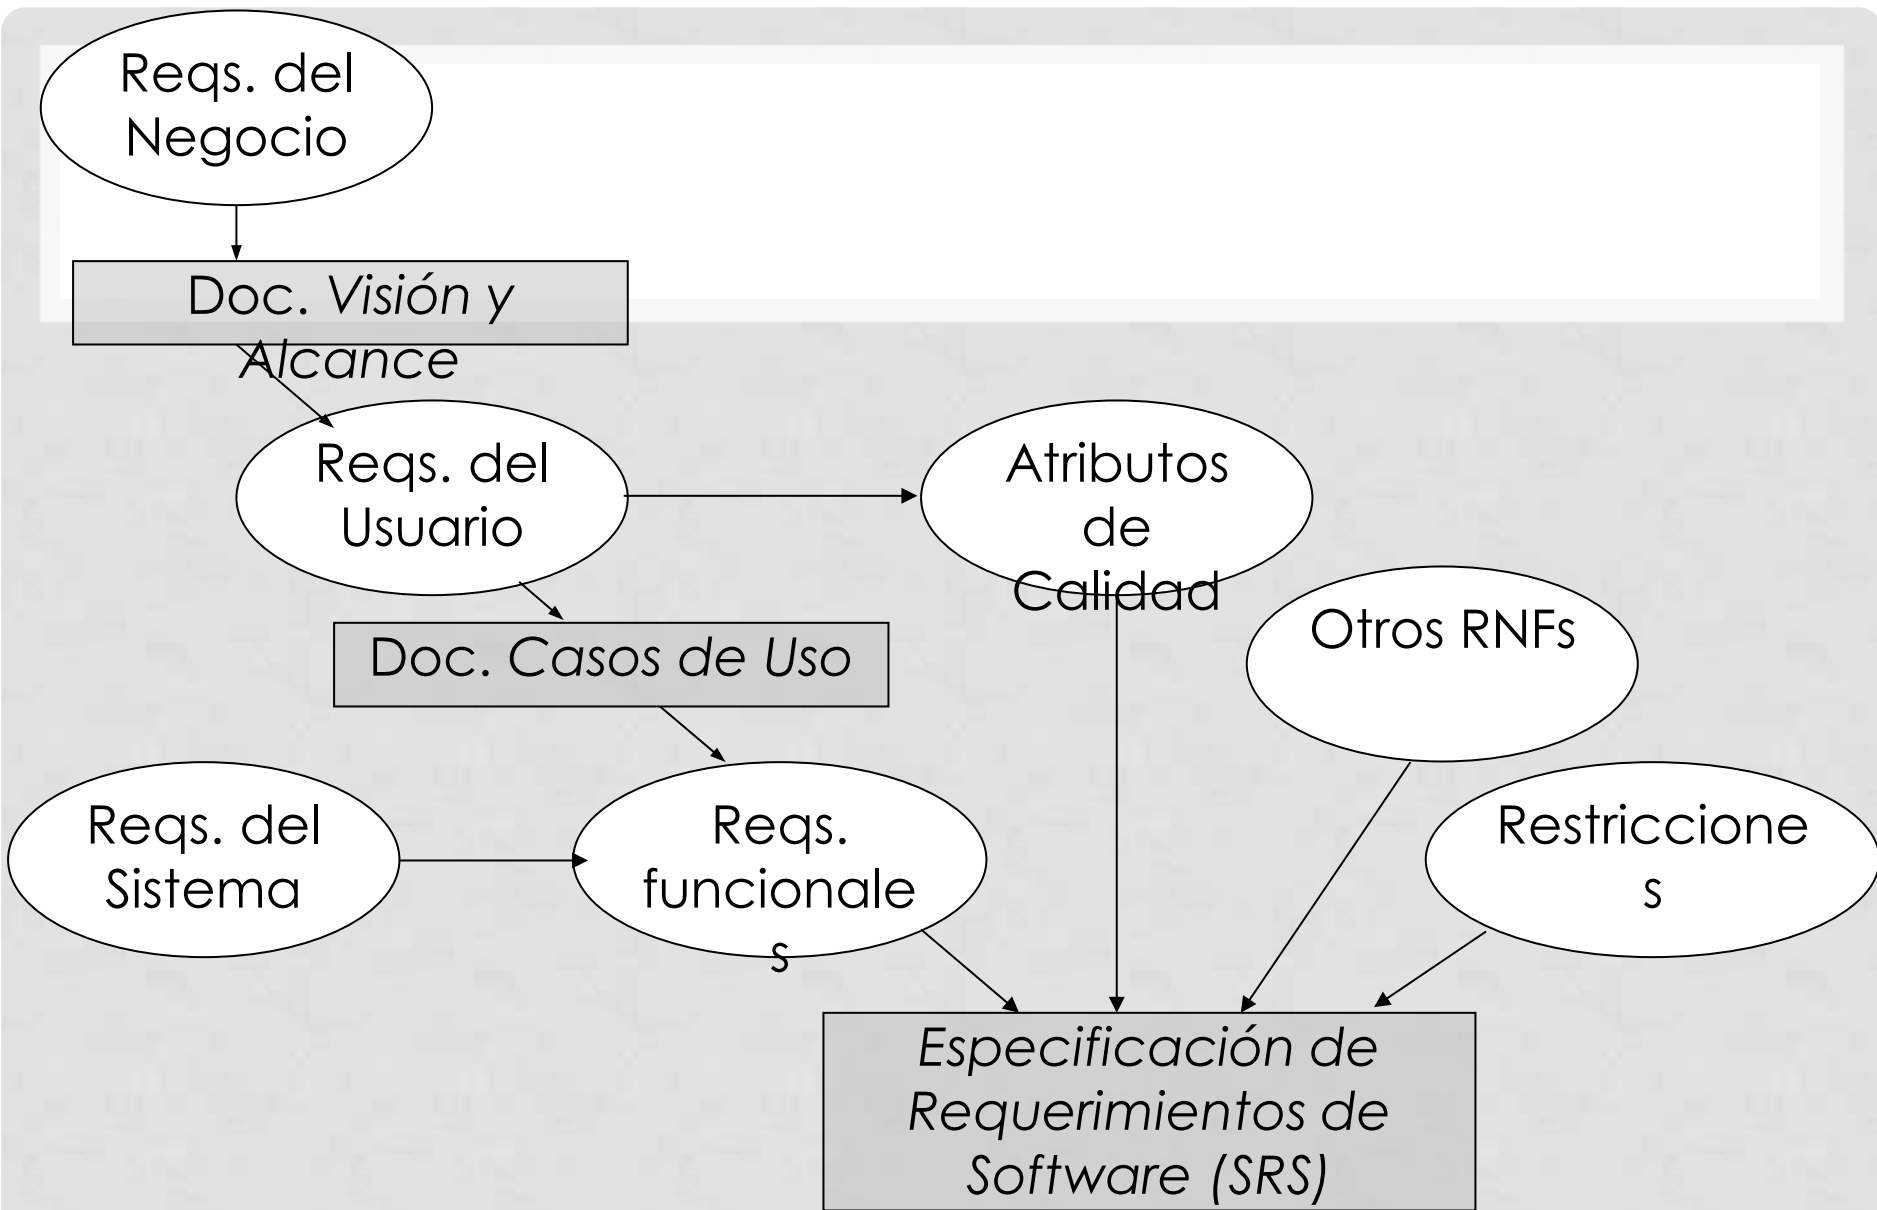 Reqs. del
Negocio
Doc. Visión y
Alcance
Reqs. del
Usuario
Atributos
de
Calidad
Otros RNFs
Doc. Casos de Uso
Reqs. del
Sistema
Reqs.
funcionale
s
Restriccione
s
Especificación de
Requerimientos de
Software (SRS)